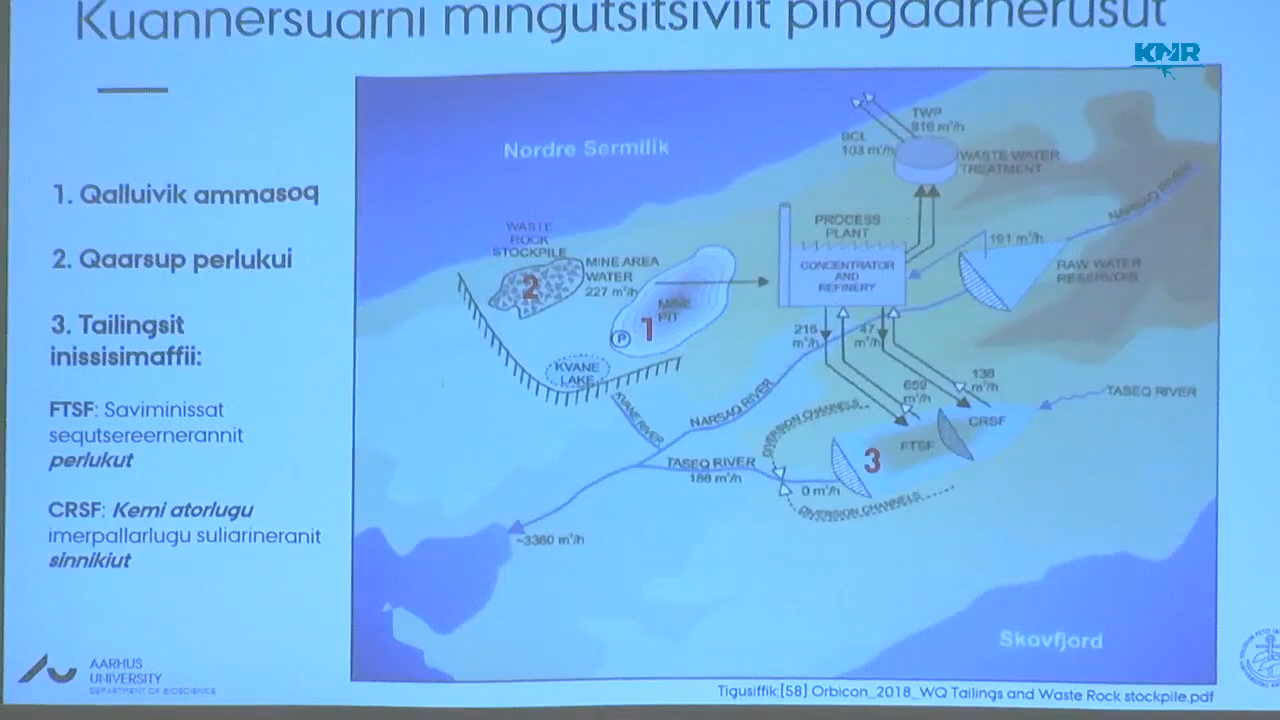 Kuannersuarni mingutsitsiviit pingaarnerusut
KNR
1. Qalluivik ammasoq
2. Qaarsup perlukui
3. Tailingsit
inissisimaffii:
FTSF: Saviminissat
sequtsereernerannit
perlukut
CRSF: Kemi atorlugu
imerpallarlugu suliarineranit
sinnikiut
AARHUS
UNIVERSITY
DEPARTMENT OF BIOSCIENCE
Nordre Sermilik
TWP
816 m³/h
BCL
103 m³/h
WASTE WATER
TREATMENT
NARSAQ RIVER
PROCESS
PLANT
191 m³/h
WASTE
ROCK
STOCKPILE
MINE AREA
WATER
227 m³/h
CONCENTRATOR
AND
REFINERY
RAW WATER
RESERVOIR
2
MINE
PIT
1
P
218
m³/h
47
m³/h
KVANE
LAKE
138
m³/h
659
m³/h
TASEQ RIVER
KVANE RIVER
NARSAQ RIVER
DIVERSION CHANNELS
CRSF
FTSF
3
TASEQ RIVER
188 m³/h
0 m³/h
DIVERSION CHANNELS
~3360 m³/h
Skovfjord
Tigusiffik:[58] Orbicon_2018_WQ Tailings and Waste Rock stockpile.pdf